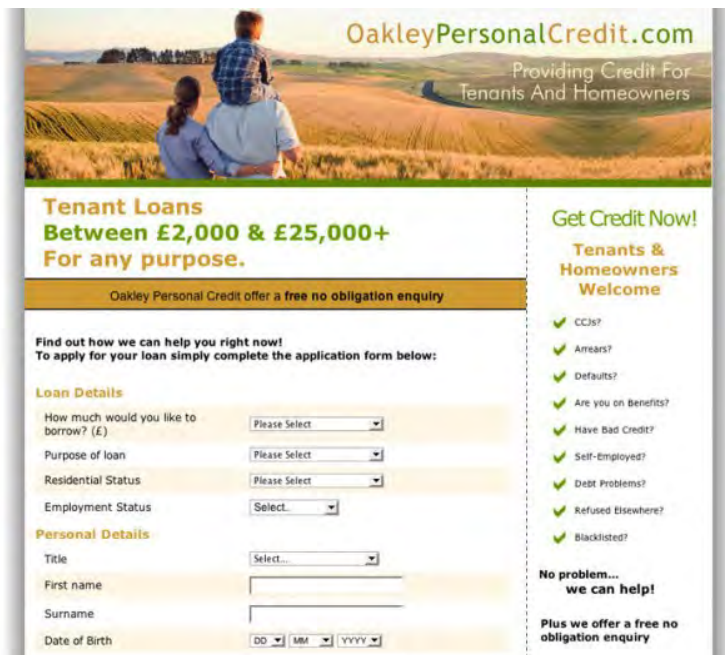 OakleyPersonalCredit.com
Providing Credit For
Tenants And Homeowners
Tenant Loans
Between £2,000 & £25,000+
For any purpose.
Oakley Personal Credit offer a free no obligation enquiry
Find out how we can help you right now!
To apply for your loan simply complete the application form below:
Loan Details
How much would you like to
borrow? (£)
Please Select
Purpose of loan
Please Select
Residential Status
Please Select
Employment Status
Select..
Personal Details
Title
Select...
First name
Surname
Date of Birth
DD
MM
YYYY
Get Credit Now!
Tenants &
Homeowners
Welcome
CCJs?
Arrears?
Defaults?
Are you on Benefits?
Have Bad Credit?
Self-Employed?
Debt Problems?
Refused Elsewhere?
Blacklisted?
No problem...
we can help!
Plus we offer a free no
obligation enquiry